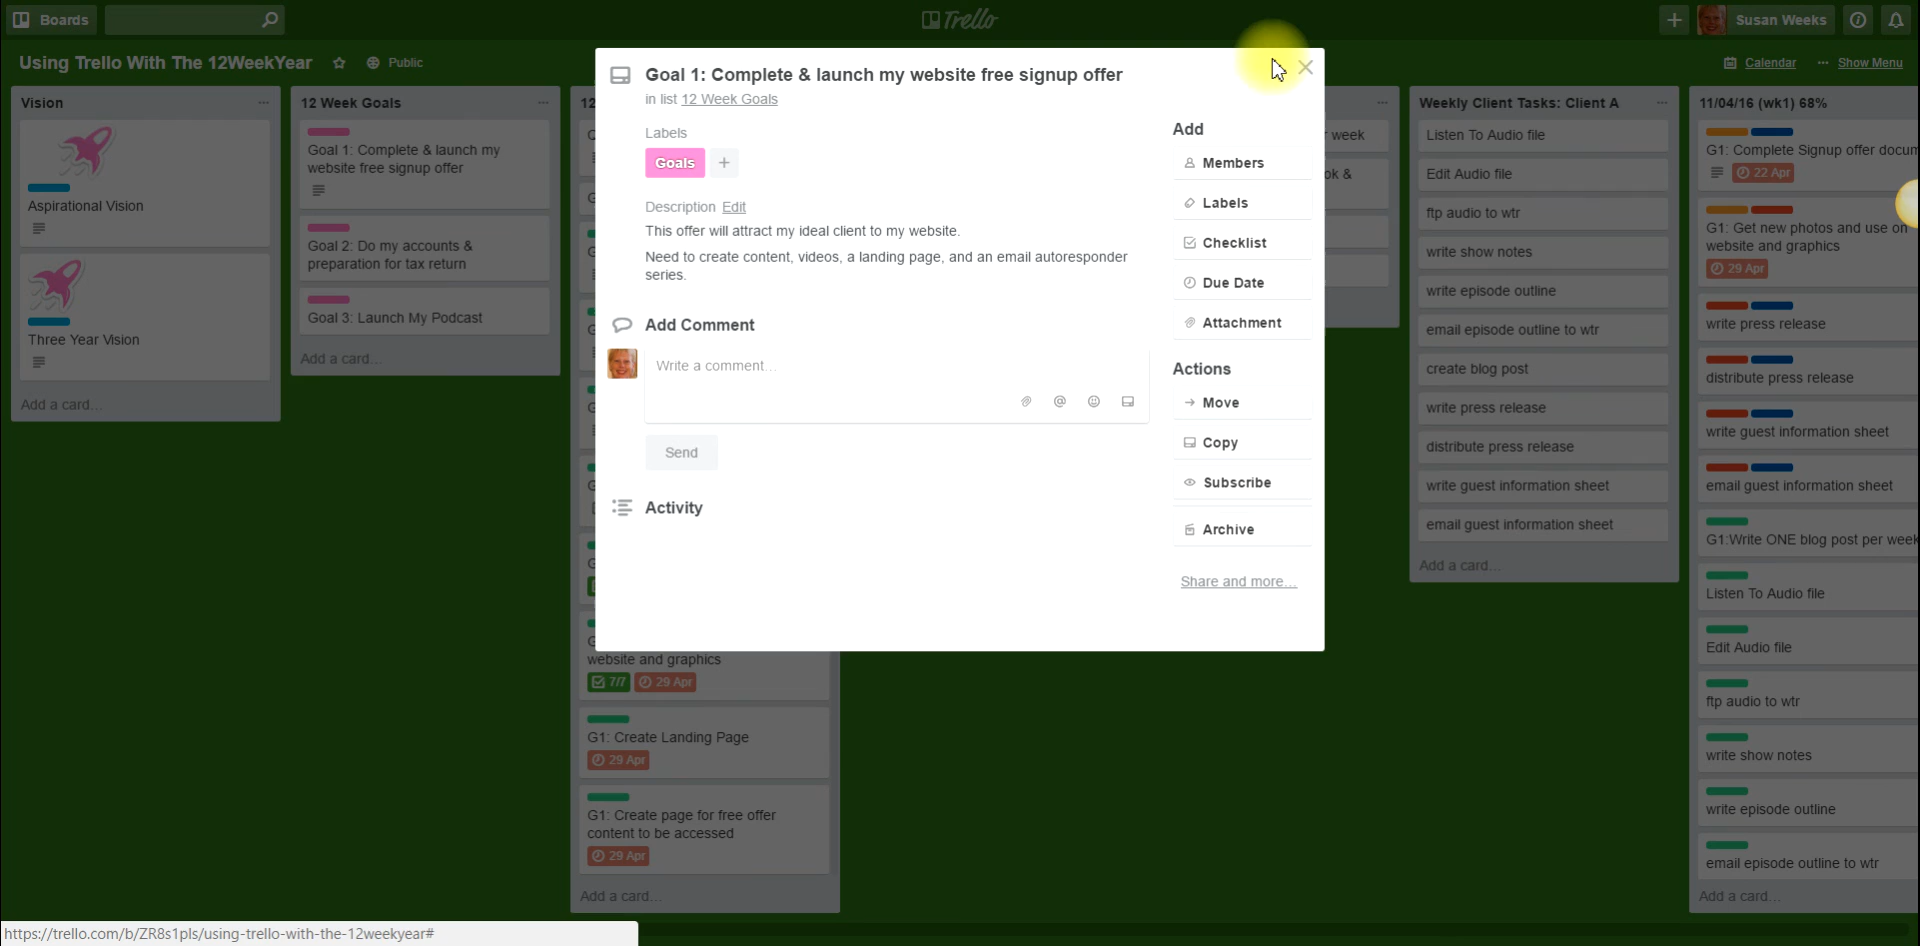 Boards
Trello
Susan Weeks
Using Trello With The 12WeekYear
Public
Calendar
Show Menu
Vision
Aspirational Vision
Three Year Vision
Add a card...
12 Week Goals
Goal 1: Complete & launch my
website free signup offer
Goal 2: Do my accounts &
preparation for tax return
Goal 3: Launch My Podcast
Add a card...
12
website and graphics
7/7
29 Apr
G1: Create Landing Page
29 Apr
G1: Create page for free offer
content to be accessed
29 Apr
Add a card...
Goal 1: Complete & launch my website free signup offer
in list 12 Week Goals
Labels
Goals
Description Edit
This offer will attract my ideal client to my website.
Need to create content, videos, a landing page, and an email autoresponder
series.
Add Comment
Write a comment...
Send
Activity
Add
Members
Labels
Checklist
Due Date
Attachment
Actions
Move
Copy
Subscribe
Archive
Share and more...
week
&
Weekly Client Tasks: Client A
Listen To Audio file
Edit Audio file
ftp audio to wtr
write show notes
write episode outline
email episode outline to wtr
create blog post
write press release
distribute press release
write guest information sheet
email guest information sheet
Add a card...
11/04/16 (wk1) 68%
G1: Complete Signup offer docum
22 Apr
G1: Get new photos and use on
website and graphics
29 Apr
write press release
distribute press release
write guest information sheet
email guest information sheet
G1:Write ONE blog post per week
Listen To Audio file
Edit Audio file
ftp audio to wtr
write show notes
write episode outline
email episode outline to wtr
Add a card...
https://trello.com/b/ZR8s1pls/using-trello-with-the-12weekyear#